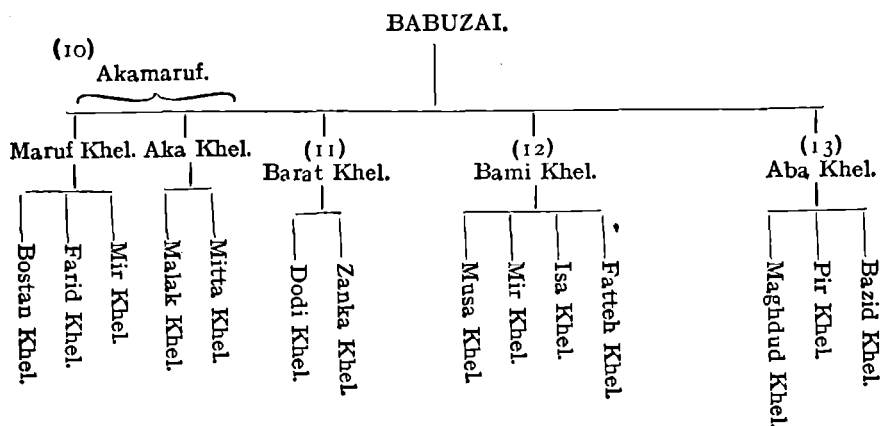 BABUZAI.
(10)
Akamaruf.
Maruf Khel. Aka Khel.
(11)
Barat Khel.
(12)
Bami Khel.
(13)
Aba Khel.
Bostan Khel.
Farid Khel.
Mir Khel
Malak Khel.
Mitta Khel.
Dodi Khel.
Zanka Khel.
Musa Khel.
Mir Khel.
Isa Khel.
Fatteh Khel.
Maghdud Khel.
Pir Khel
Bazid Khel.